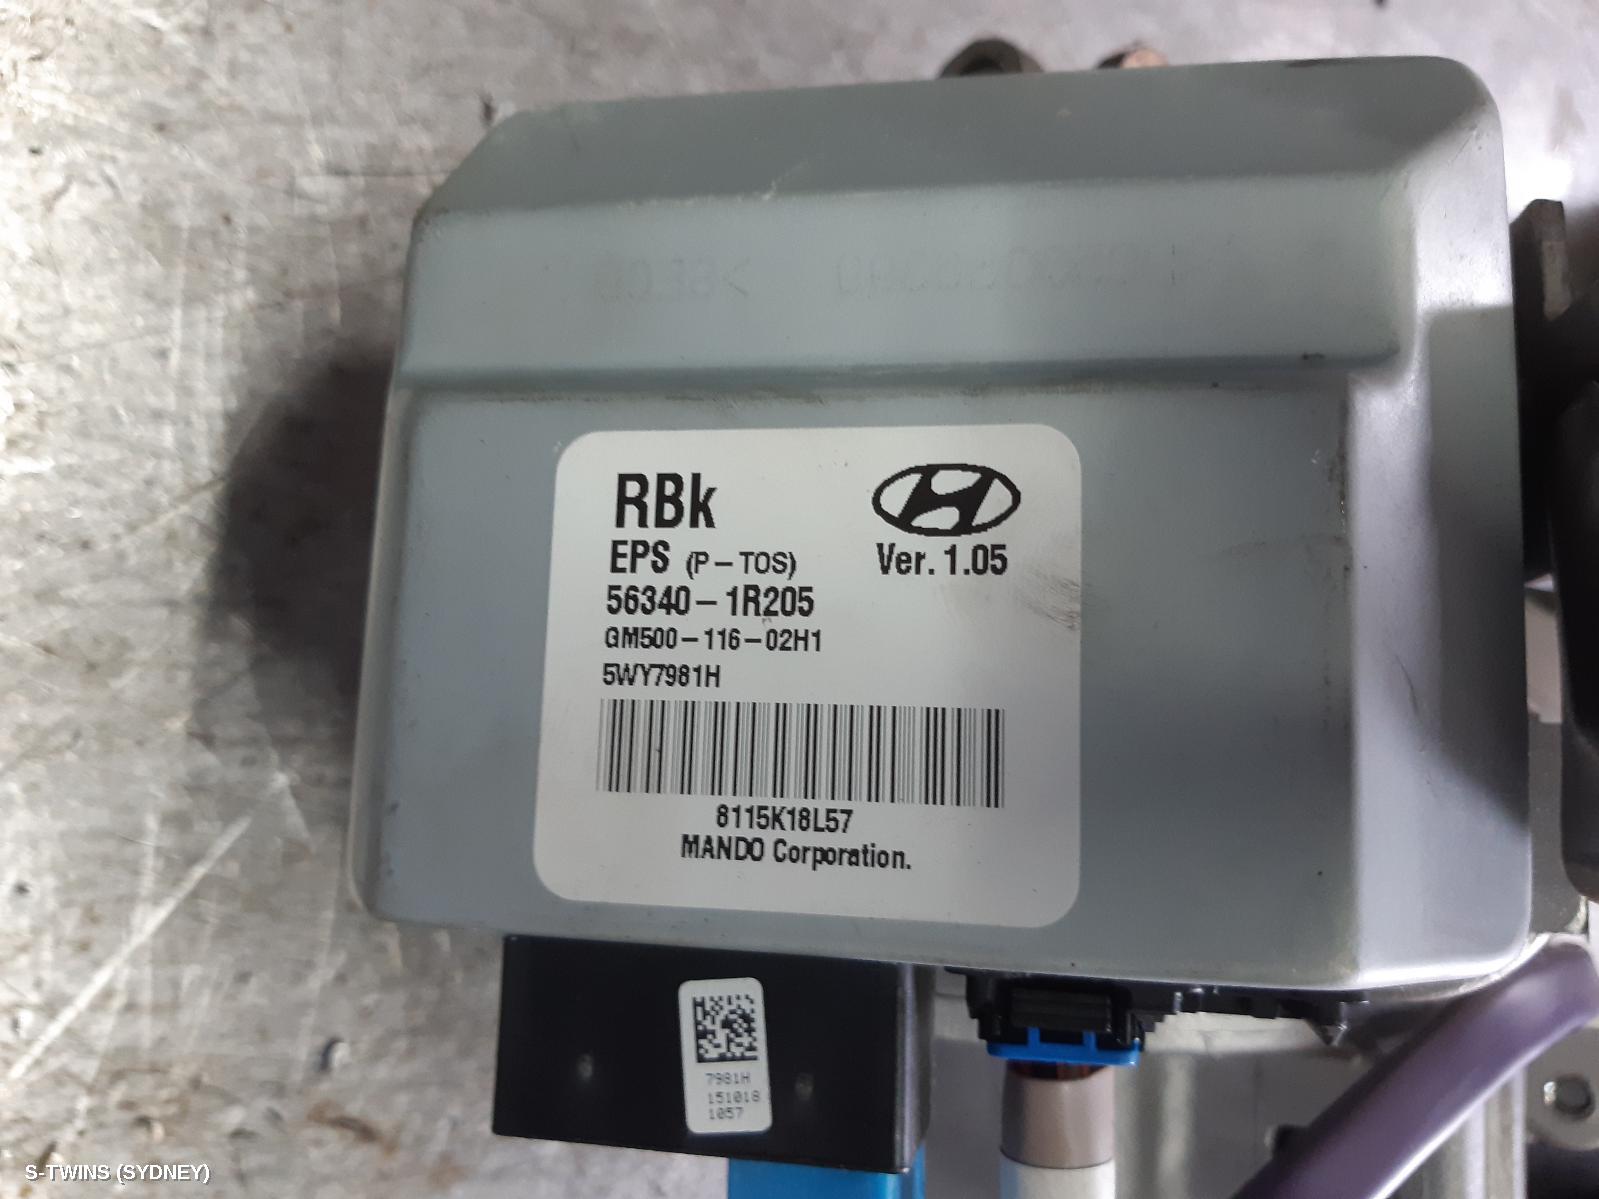 RBk
EPS (P-TOS)
Ver. 1.05
56340-1R205
GM500-116-02H1
5WY7981H
8115K18L57
MANDO Corporation.
7981H
151018
1057
S-TWINS (SYDNEY)